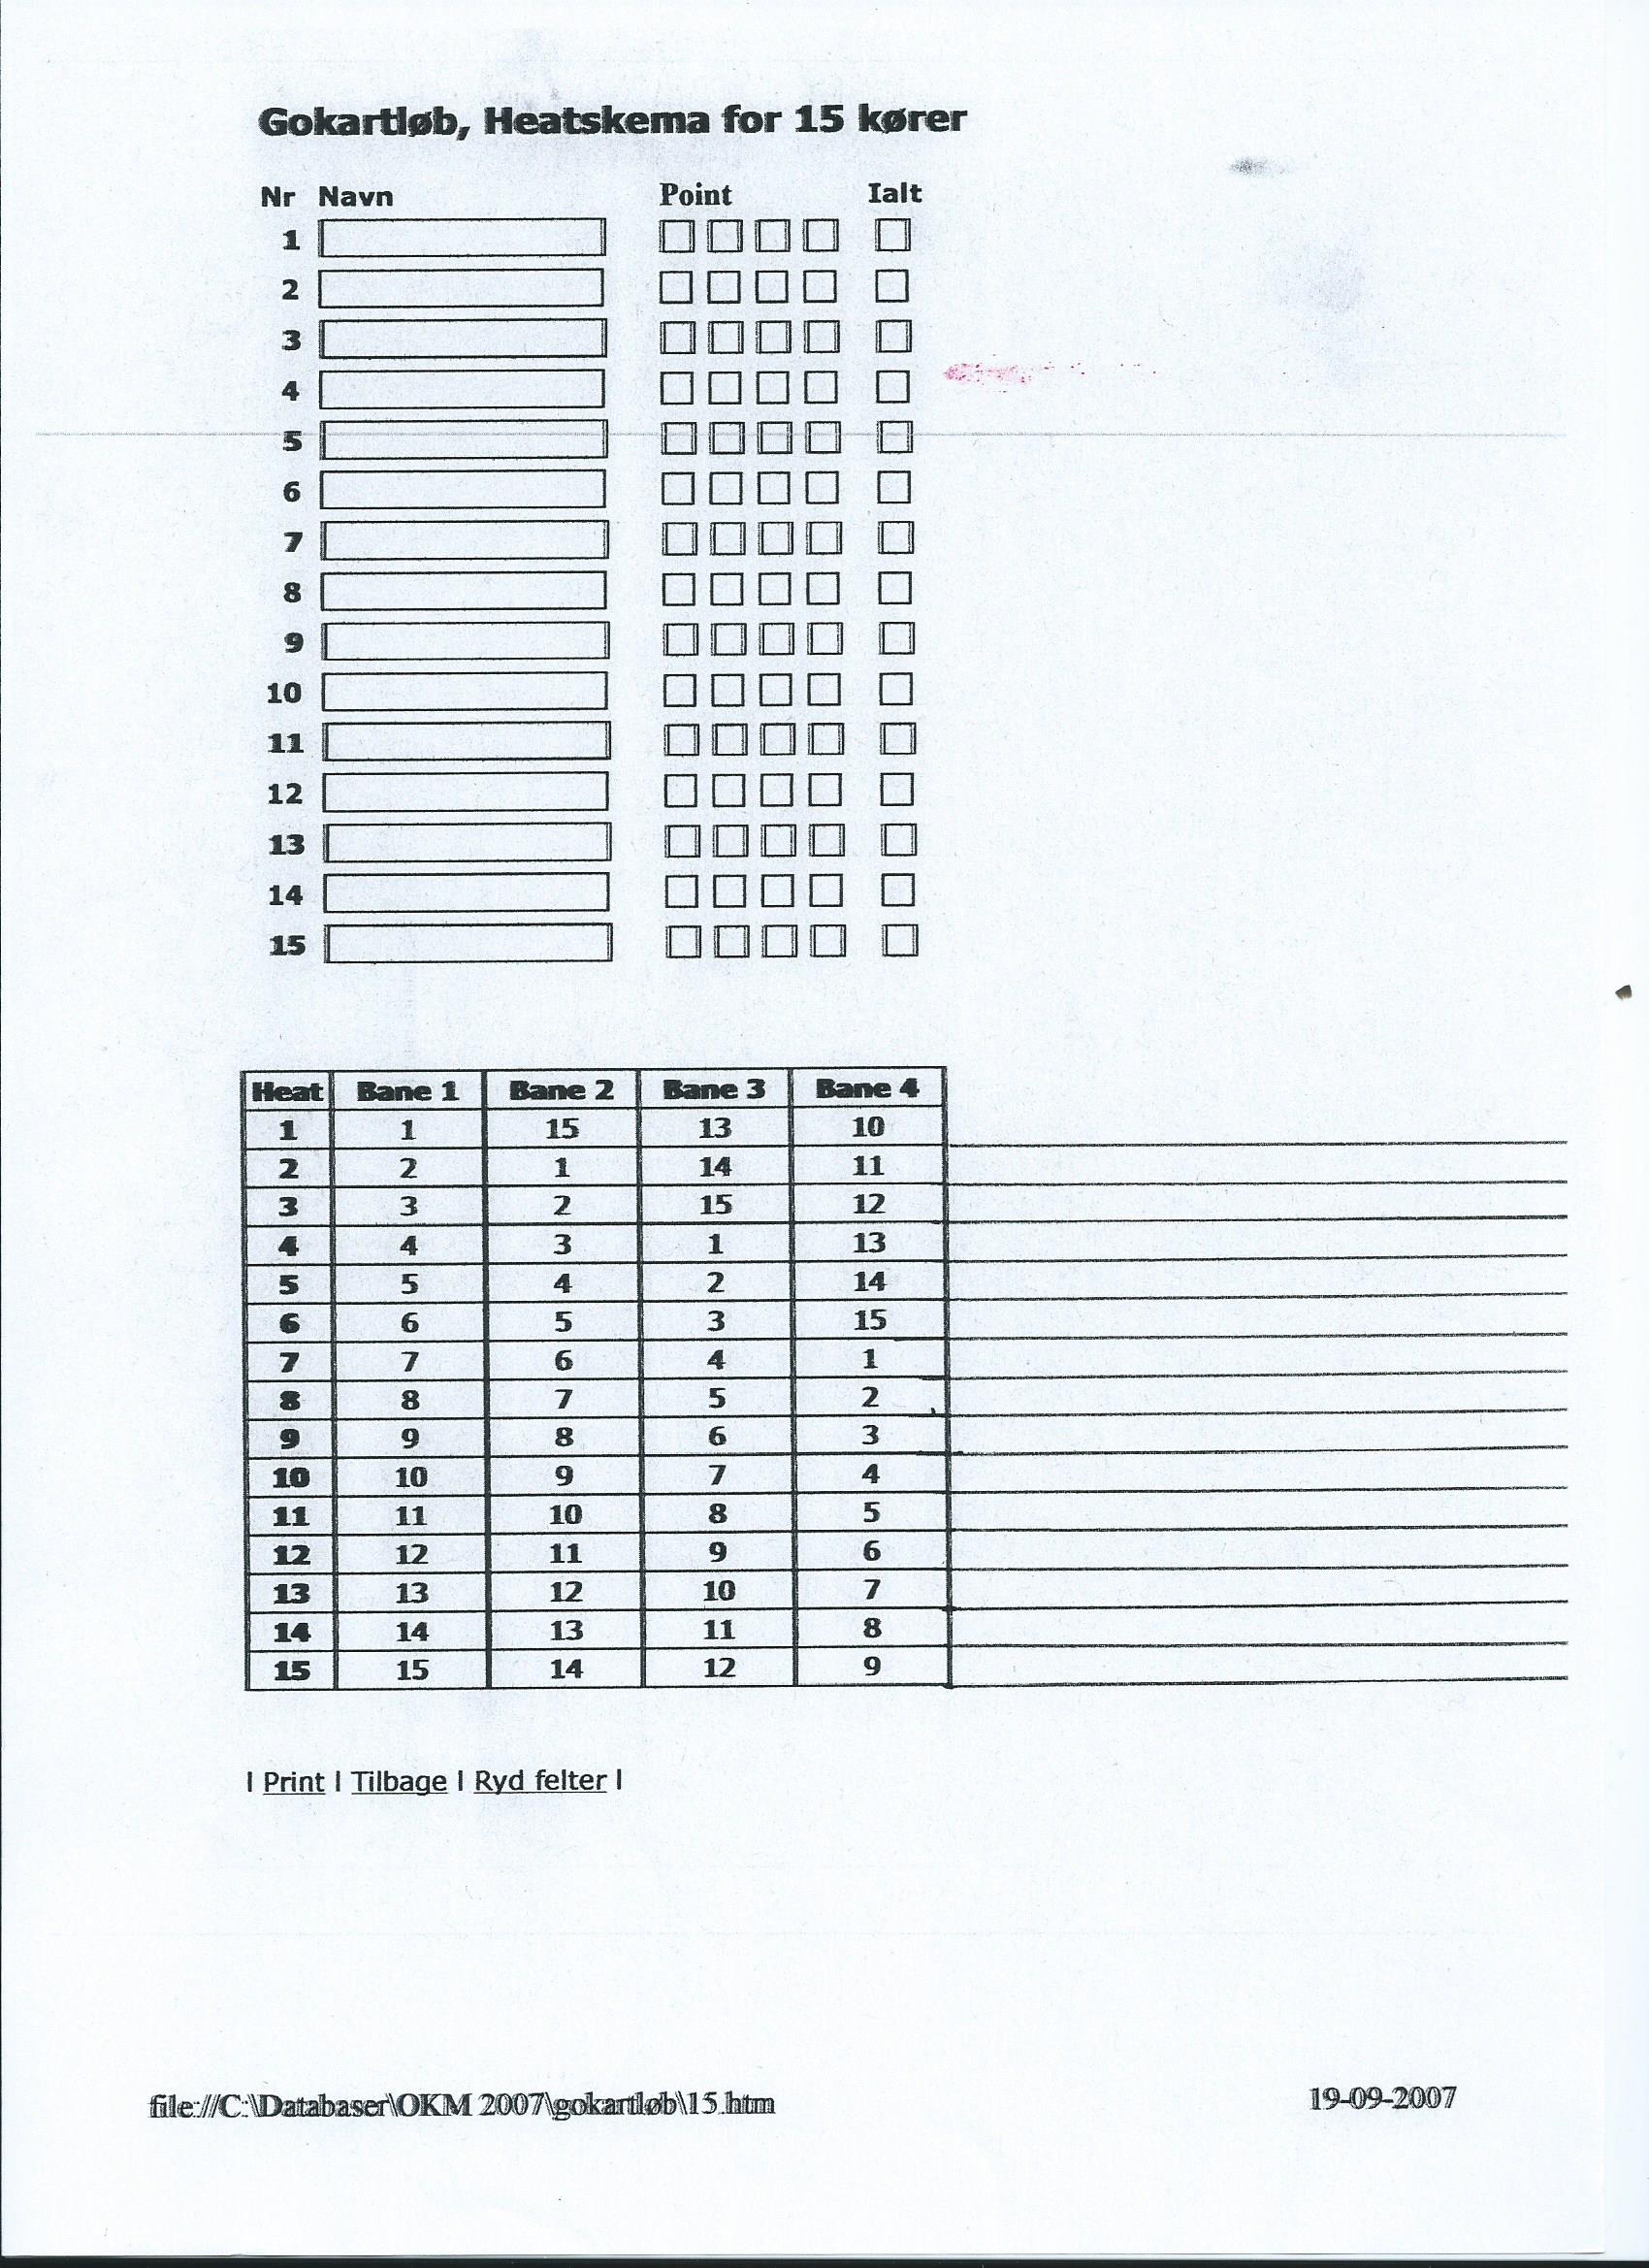 Gokartløb, Heatskema for 15 kører
Nr Navn Point Ialt
1
2
3
4
5
6
7
8
9
10
11
12
13
14
15
Heat Bane 1 Bane 2 Bane 3 Bane 4
1 1 15 13 10
2 2 1 14 11
3 3 2 15 12
4 4 3 1 13
5 5 4 2 14
6 6 5 3 15
7 7 6 4 1
8 8 7 5 2
9 9 8 6 3
10 10 9 7 4
11 11 10 8 5
12 12 11 9 6
13 13 12 10 7
14 14 13 11 8
15 15 14 12 9
| Print | Tilbage | Ryd felter |
file://C:\Databaser\OKM 2007\gokartløb\15.htm 19-09-2007